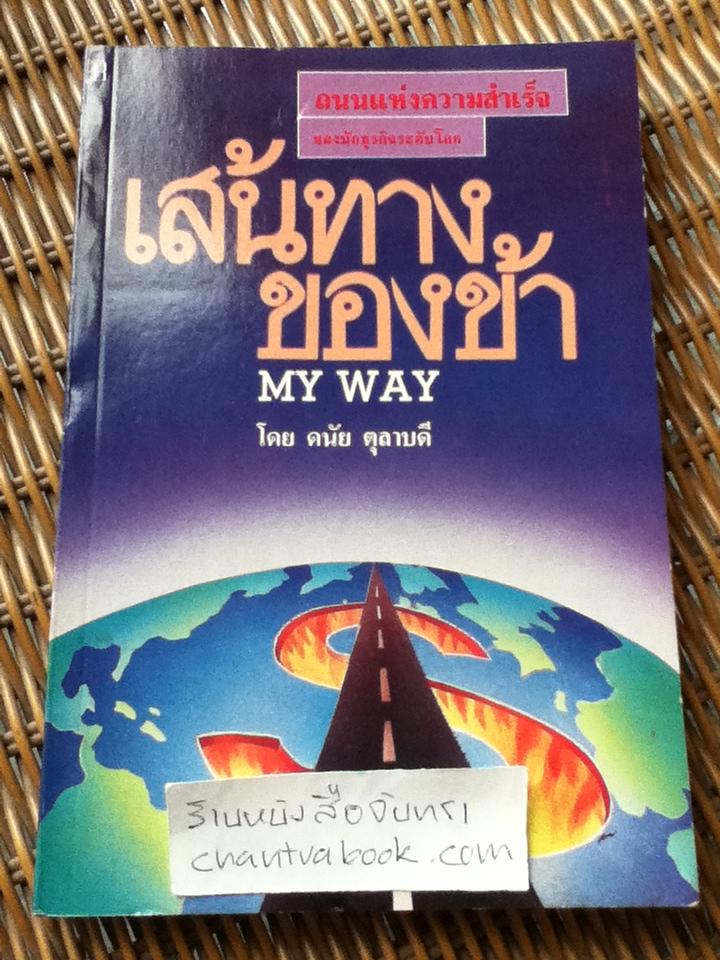 ถนนแห่งความสำเร็จ
ของนักธุรกิจระดับโลก
เส้นทาง
ของข้า
MY WAY
โดย ดนัย ตุลาบดี
ร้านหนังสือจันทรา
chantrabook.com